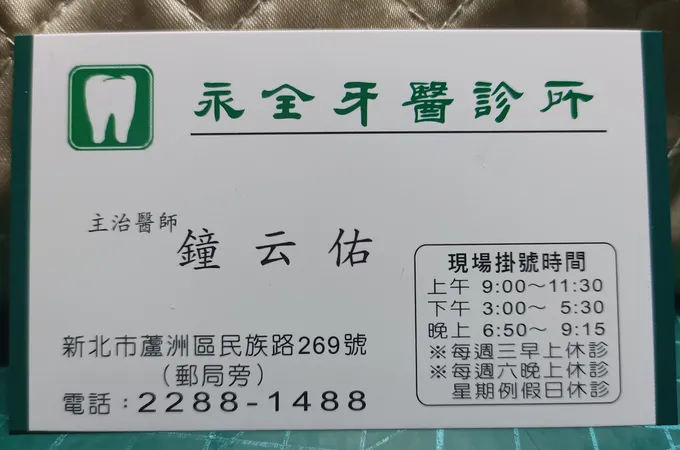 永全牙醫診所
主治醫師 鐘云佑
現場掛號時間
上午 9:00～11:30
下午 3:00～ 5:30
晚上 6:50～ 9:15
※每週三早上休診
※每週六晚上休診
星期例假日休診
新北市蘆洲區民族路269號
（郵局旁）
電話：2288-1488